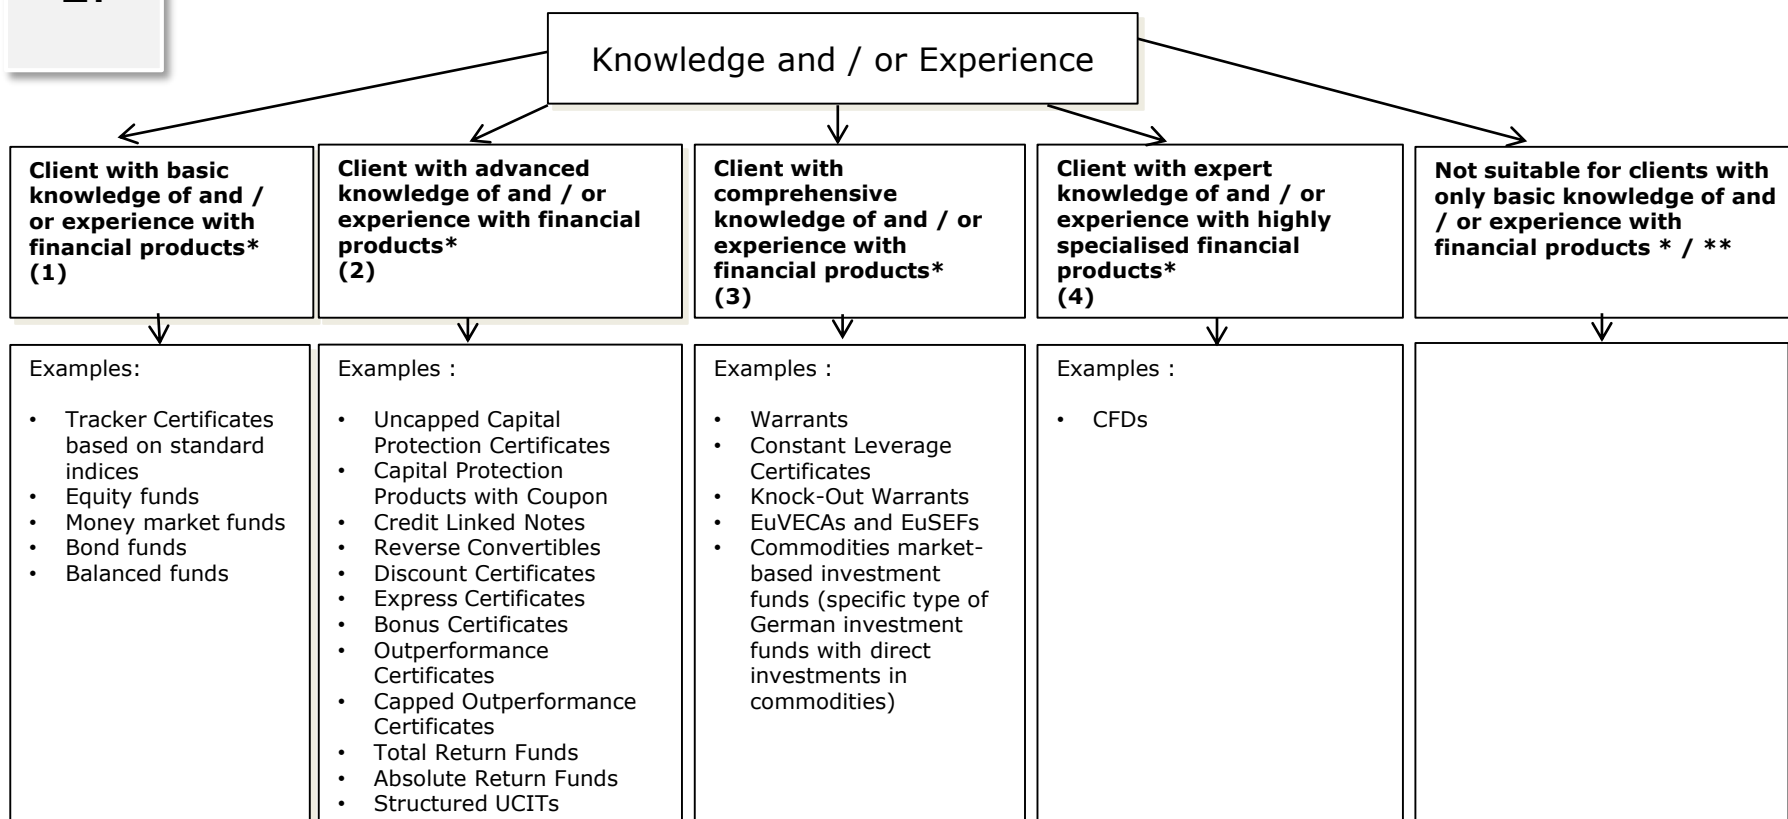 Knowledge and / or Experience
Client with basic
knowledge of and /
or experience with
financial products*
(1)
Client with advanced
knowledge of and / or
experience with financial
products*
(2)
Client with
comprehensive
knowledge of and / or
experience with
financial products*
(3)
Client with expert
knowledge of and / or
experience with highly
specialised financial
products*
(4)
Not suitable for clients with
only basic knowledge of and
/ or experience with
financial products * / **
Examples:
• Tracker Certificates
based on standard
indices
• Equity funds
• Money market funds
• Bond funds
• Balanced funds
Examples :
• Uncapped Capital
Protection Certificates
• Capital Protection
Products with Coupon
• Credit Linked Notes
• Reverse Convertibles
• Discount Certificates
• Express Certificates
• Bonus Certificates
• Outperformance
Certificates
• Capped Outperformance
Certificates
• Total Return Funds
• Absolute Return Funds
• Structured UCITs
Examples :
• Warrants
• Constant Leverage
Certificates
• Knock-Out Warrants
• EuVECAs and EuSEFs
• Commodities market-
based investment
funds (specific type of
German investment
funds with direct
investments in
commodities)
Examples :
• CFDs